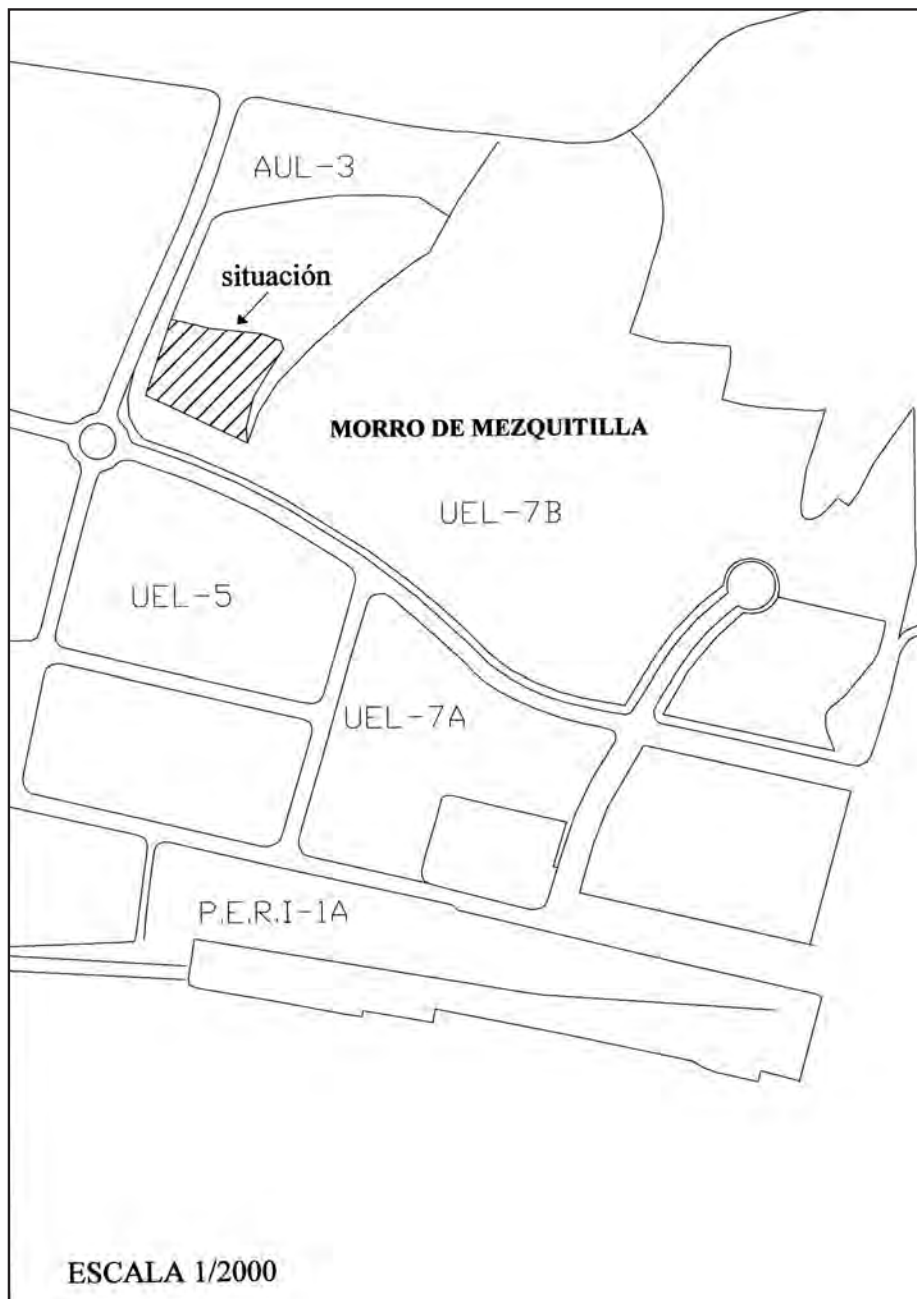 AUL-3
situación
MORRO DE MEZQUITILLA
UEL-7B
UEL-5
UEL-7A
P.E.R.I-1A
ESCALA 1/2000